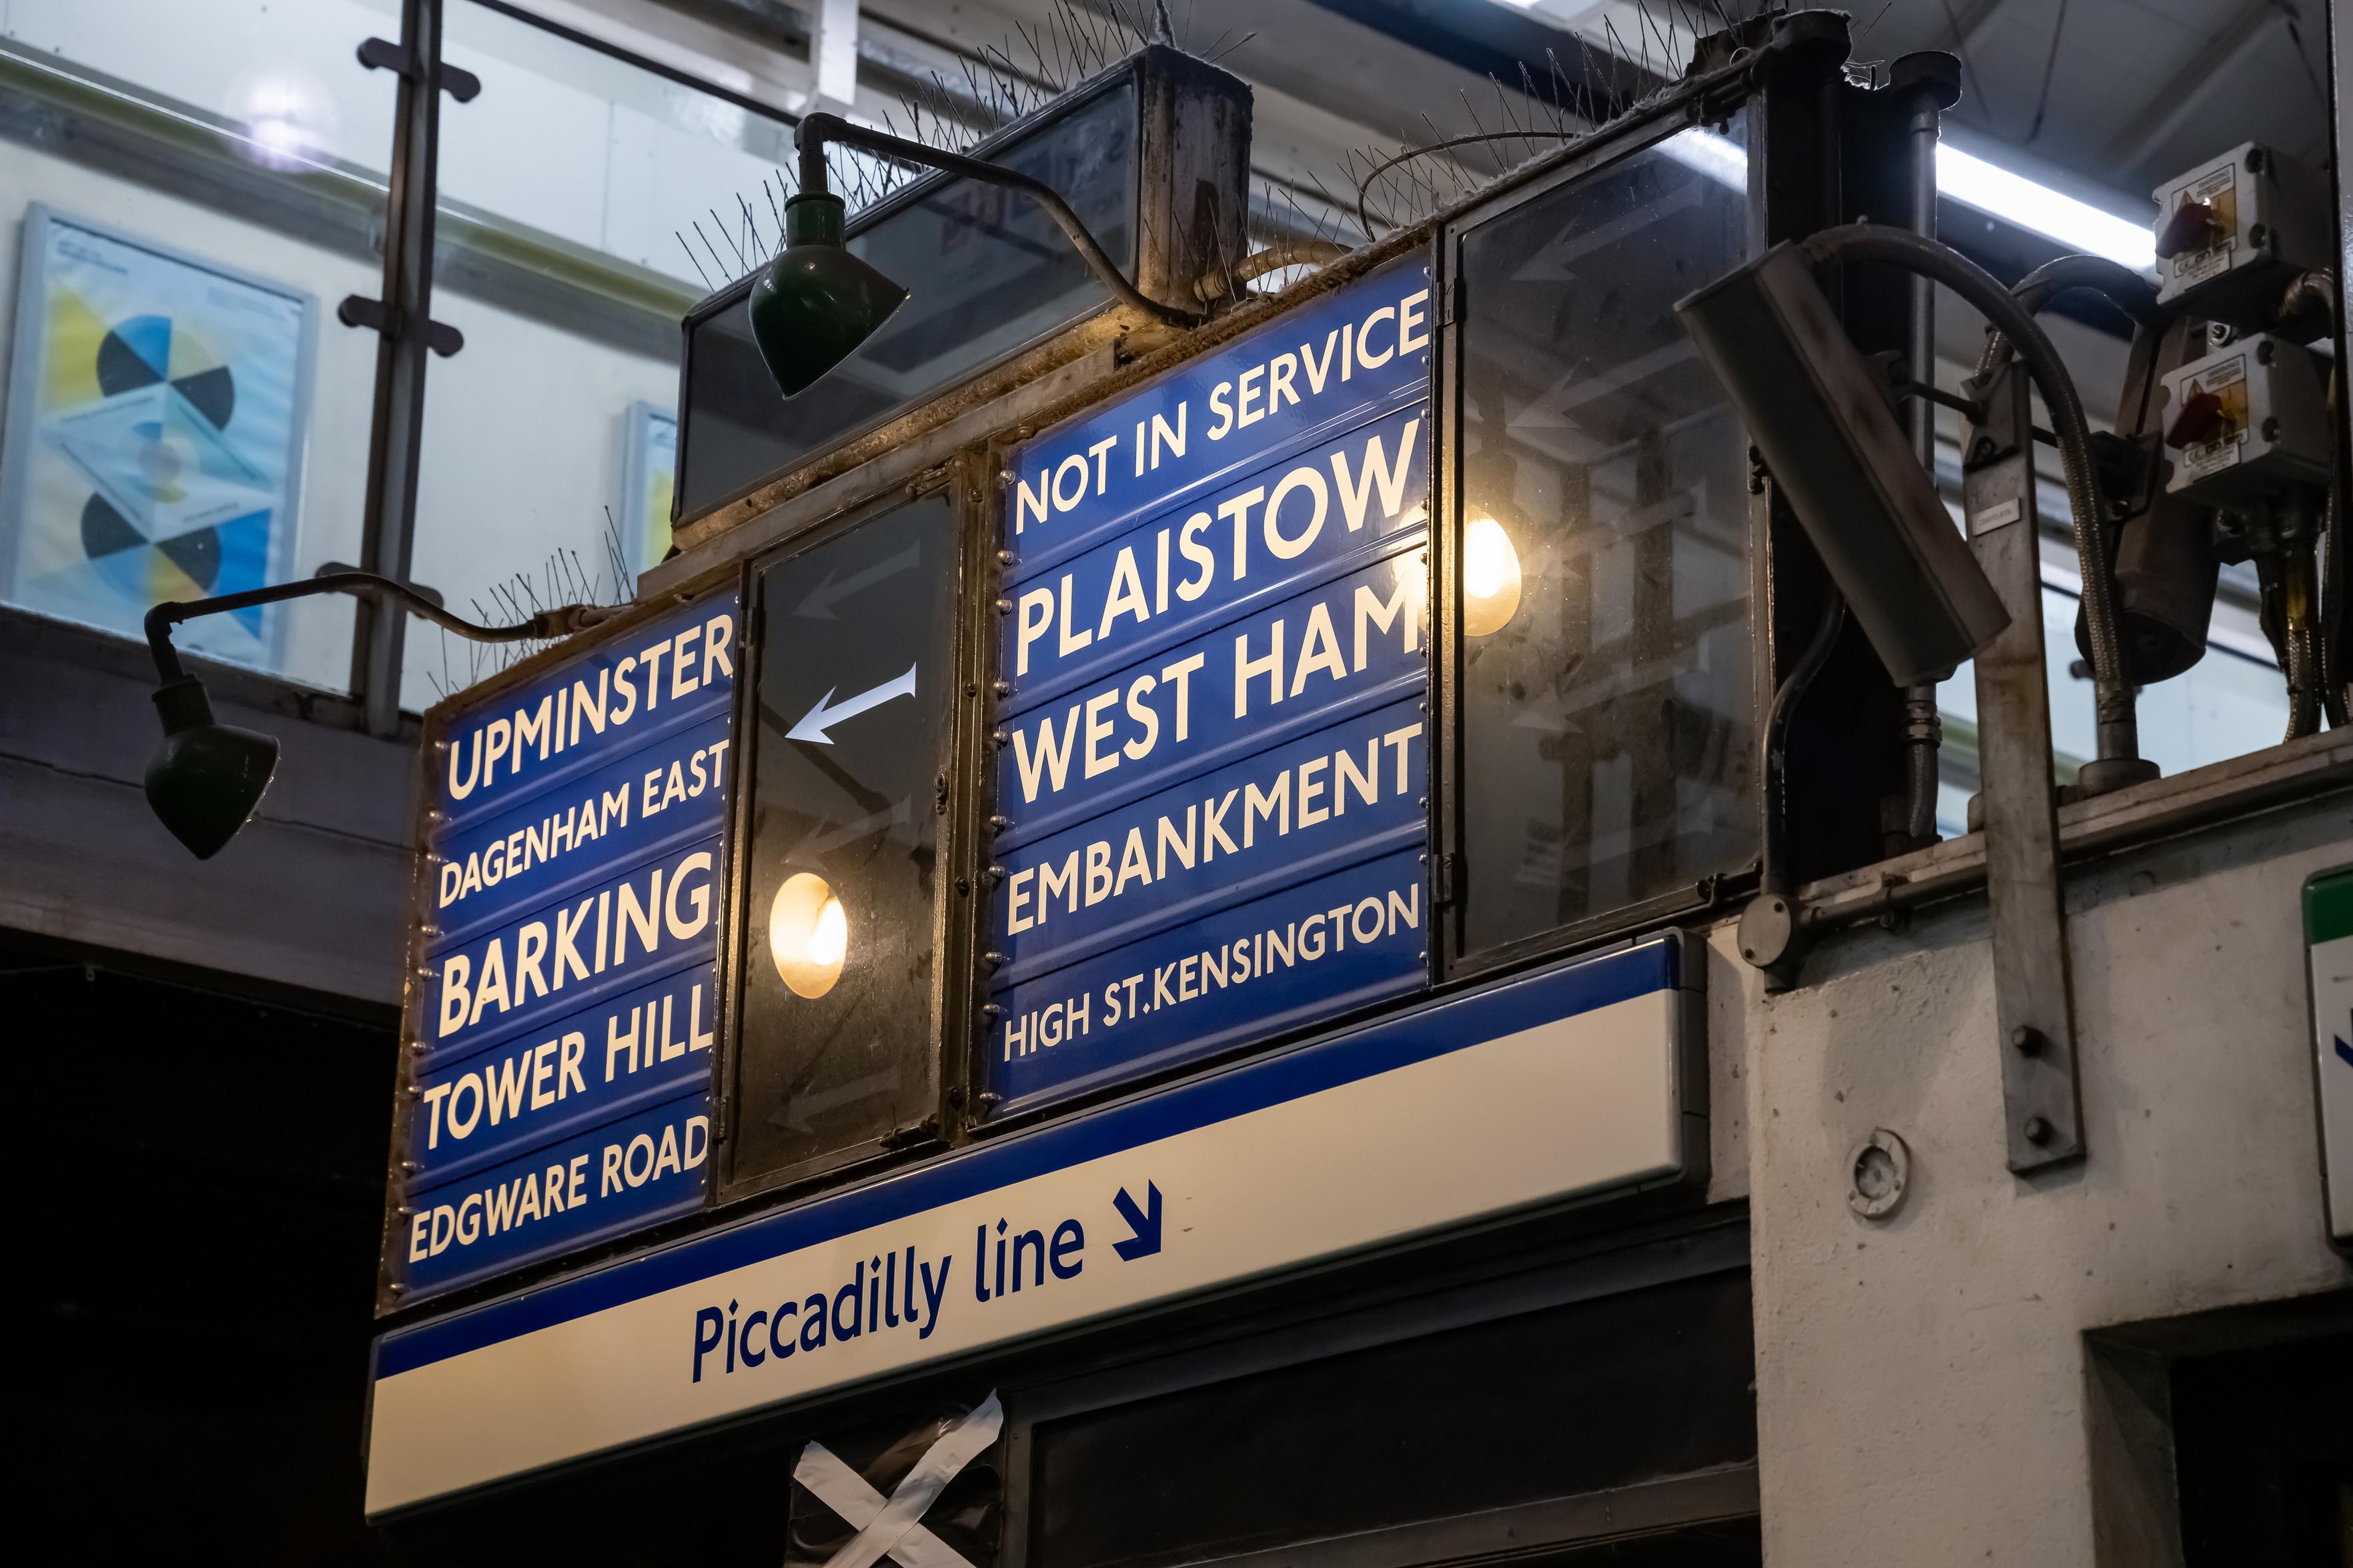 UPMINSTER
DAGENHAM EAST
BARKING
TOWER HILL
EDGWARE ROAD
NOT IN SERVICE
PLAISTOW
WEST HAM
EMBANKMENT
HIGH ST.KENSINGTON
Piccadilly line